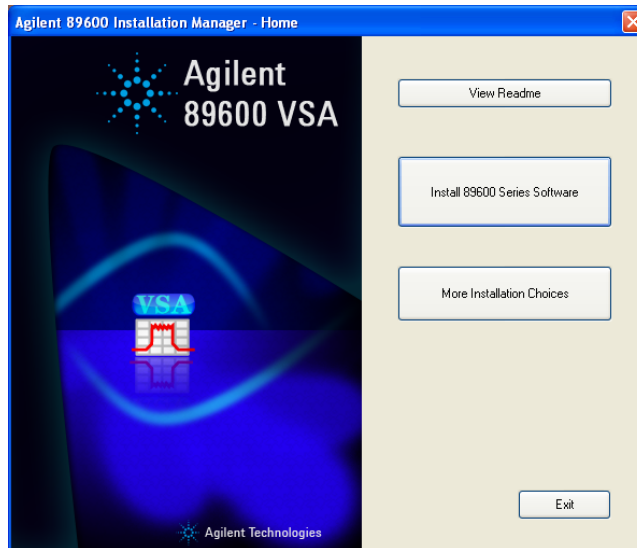 Agilent 89600 Installation Manager - Home
Agilent
89600 VSA
View Readme
Install 89600 Series Software
VSA
More Installation Choices
Exit
Agilent Technologies